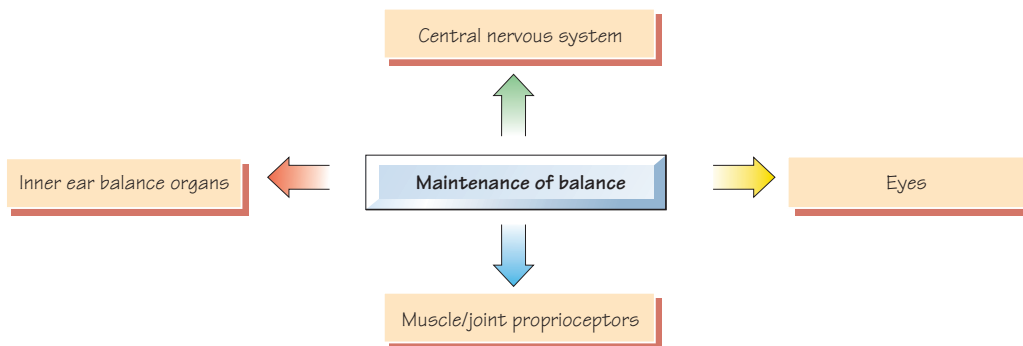 Central nervous system
Inner ear balance organs
Maintenance of balance
Eyes
Muscle/joint proprioceptors